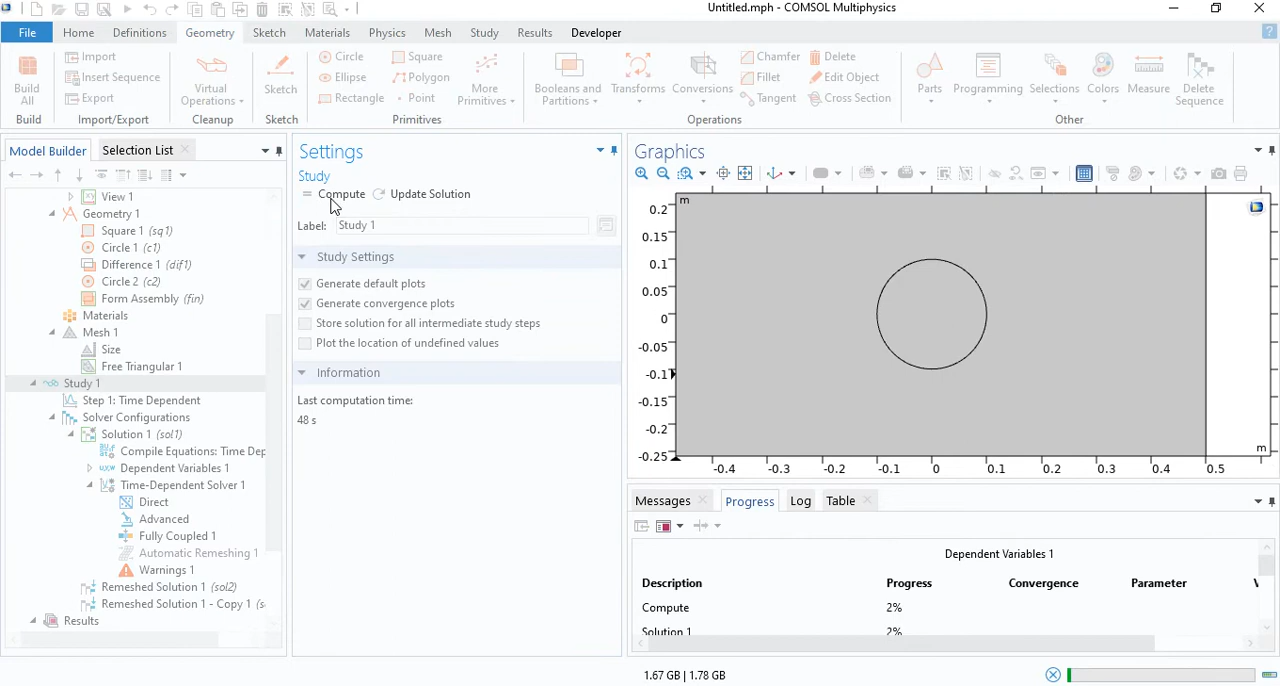 Untitled.mph - COMSOL Multiphysics
File Home Definitions Geometry Sketch Materials Physics Mesh Study Results Developer
Build All
Build
Import
Insert Sequence
Export
Import/Export
Virtual Operations
Cleanup
Sketch
Sketch
Circle Square
Ellipse Polygon
Rectangle Point
More Primitives
Primitives
Booleans and Partitions
Transforms
Conversions
Chamfer Delete
Fillet Edit Object
Tangent Cross Section
Operations
Parts
Programming
Selections
Colors
Measure
Delete Sequence
Other
Model Builder Selection List
View 1
Geometry 1
Square 1 (sq1)
Circle 1 (c1)
Difference 1 (dif1)
Circle 2 (c2)
Form Assembly (fin)
Materials
Mesh 1
Size
Free Triangular 1
Study 1
Step 1: Time Dependent
Solver Configurations
Solution 1 (sol1)
Compile Equations: Time Dep
Dependent Variables 1
Time-Dependent Solver 1
Direct
Advanced
Fully Coupled 1
Automatic Remeshing 1
Warnings 1
Remeshed Solution 1 (sol2)
Remeshed Solution 1 - Copy 1 (s
Results
Settings
Study
= Compute Update Solution
Label: Study 1
Study Settings
Generate default plots
Generate convergence plots
Store solution for all intermediate study steps
Plot the location of undefined values
Information
Last computation time:
48 s
Graphics
m
0.2
0.15
0.1
0.05
0
-0.05
-0.1
-0.15
-0.2
-0.25
m
-0.4 -0.3 -0.2 -0.1 0 0.1 0.2 0.3 0.4 0.5
Messages Progress Log Table
Dependent Variables 1
Description Progress Convergence Parameter
Compute 2%
Solution 1 2%
1.67 GB | 1.78 GB